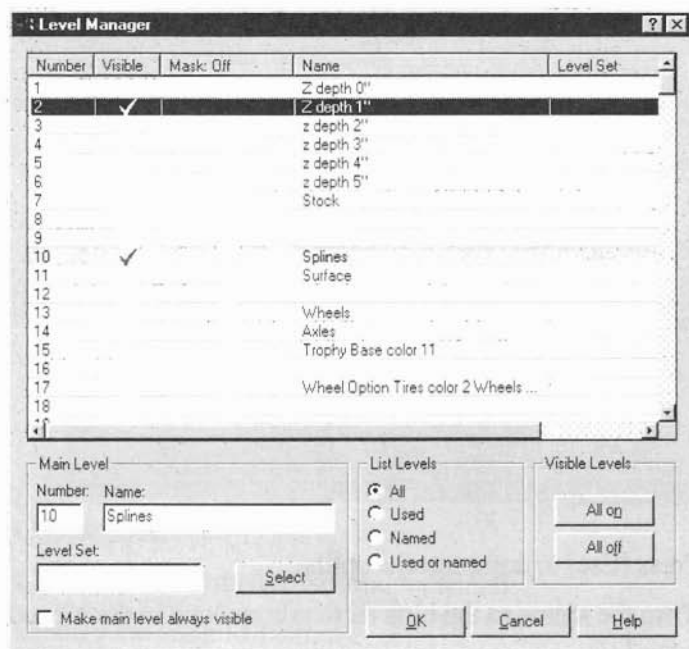 Level Manager
Number Visible Mask: Off Name Level Set
1 Z depth 0"
2 Z depth 1"
3 z depth 2"
4 z depth 3"
5 z depth 4"
6 z depth 5"
7 Stock
8
9
10 Splines
11 Surface
12
13 Wheels
14 Axles
15 Trophy Base color 11
16
17 Wheel Option Tires color 2 Wheels ...
18
Main Level
Number: Name:
10 Splines
Level Set:
Select
Make main level always visible
List Levels
All
Used
Named
Used or named
Visible Levels
All on
All off
OK Cancel Help